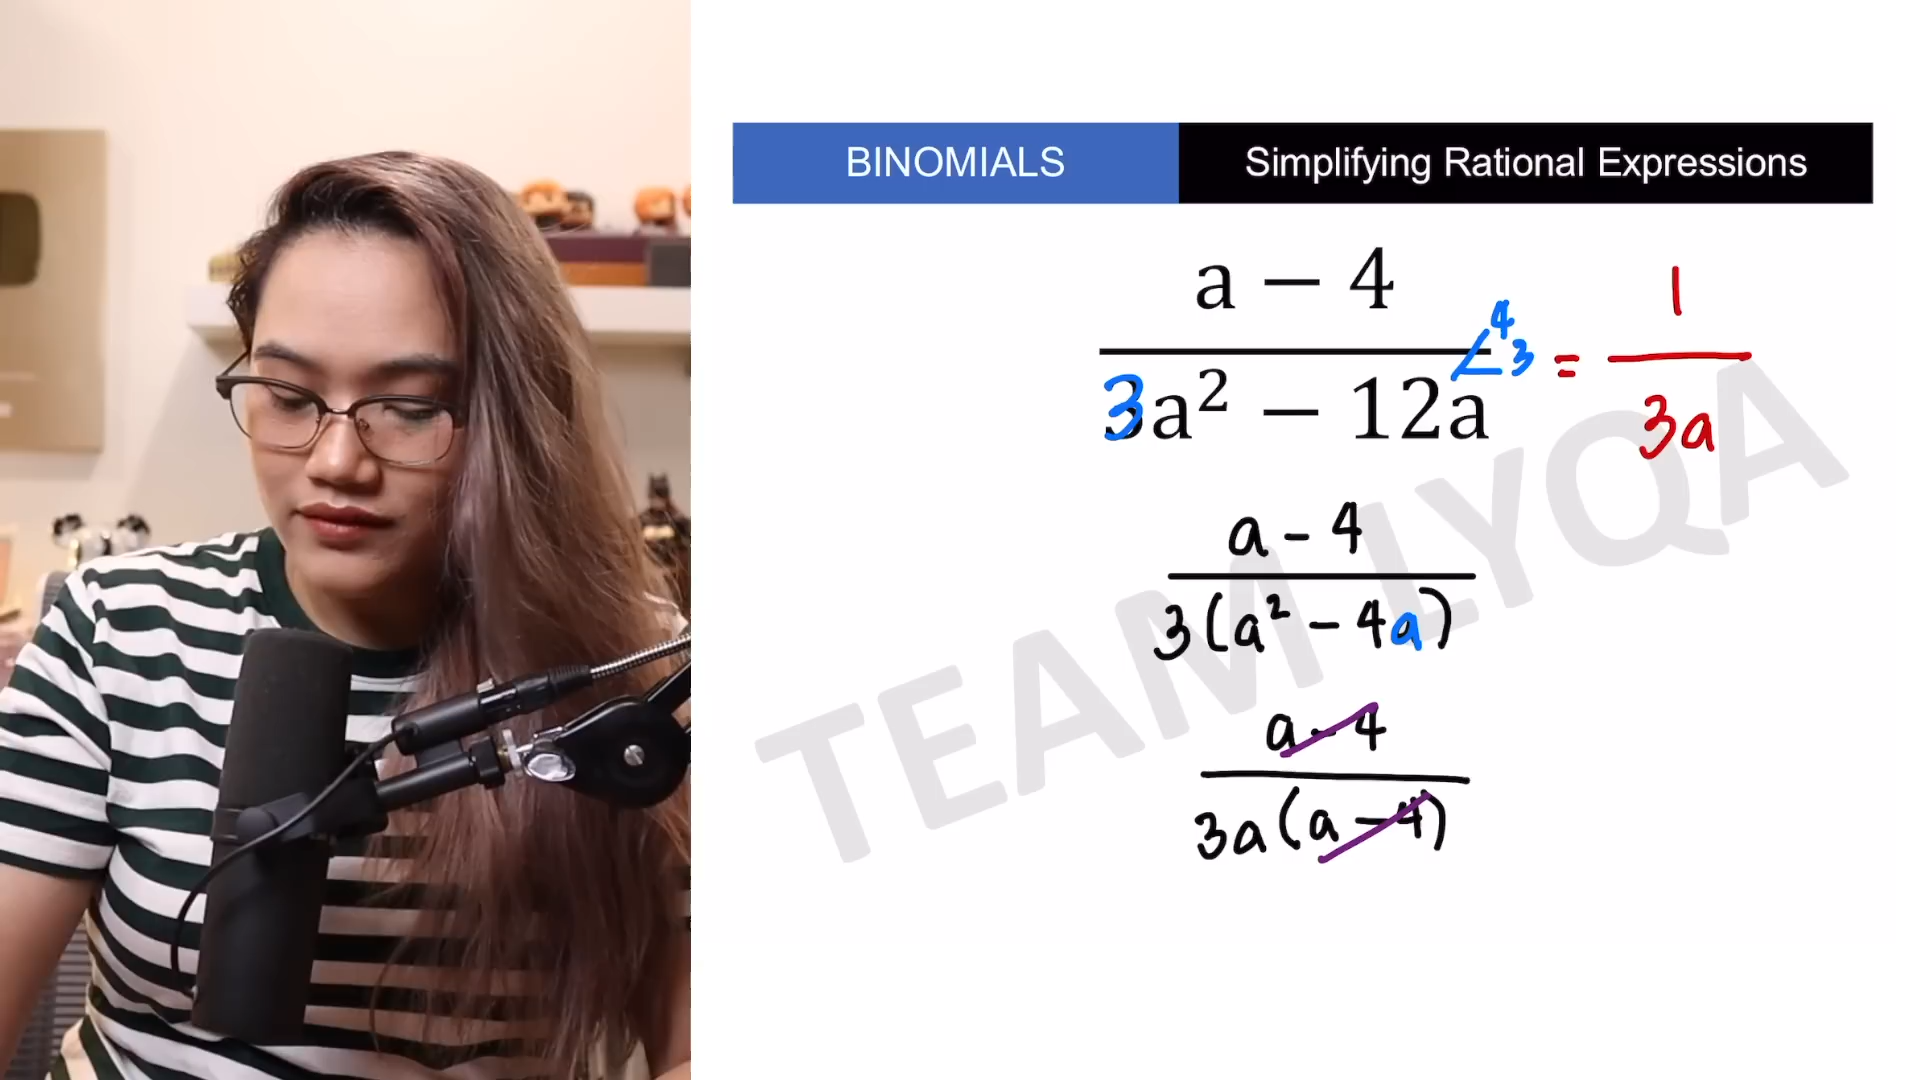 BINOMIALS Simplifying Rational Expressions
a − 4
3a² − 12a
4
3
=
1
3a
a - 4
3(a² - 4a)
a - 4
3a(a - 4)
TEAM LYQA